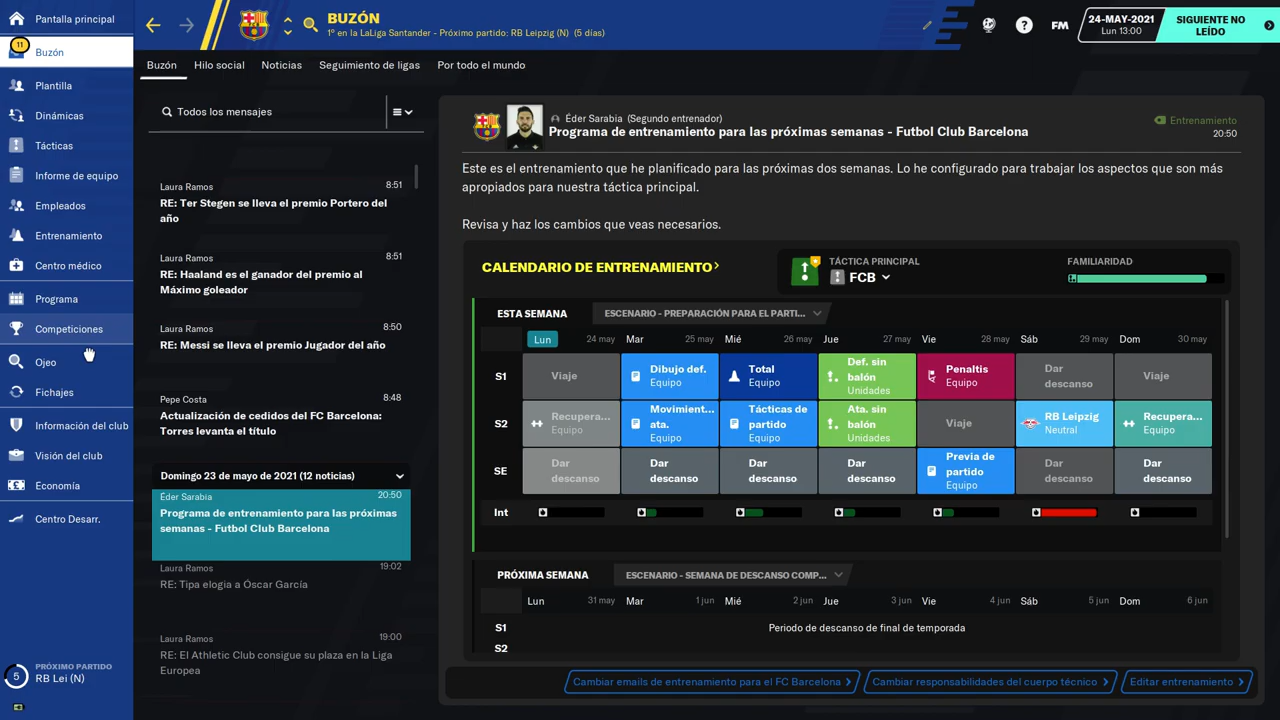 Pantalla principal
11
Buzón
Plantilla
Dinámicas
Tácticas
Informe de equipo
Empleados
Entrenamiento
Centro médico
Programa
Competiciones
Ojeo
Fichajes
Información del club
Visión del club
Economía
Centro Desarr.
5
PRÓXIMO PARTIDO
RB Lei (N)
BUZÓN
1º en la LaLiga Santander - Próximo partido: RB Leipzig (N) (5 días)
?
FM
24-MAY-2021
Lun 13:00
SIGUIENTE NO
LEÍDO
Buzón
Hilo social
Noticias
Seguimiento de ligas
Por todo el mundo
Todos los mensajes
Laura Ramos
8:51
RE: Ter Stegen se lleva el premio Portero del
año
Laura Ramos
8:51
RE: Haaland es el ganador del premio al
Máximo goleador
Laura Ramos
8:50
RE: Messi se lleva el premio Jugador del año
Pepe Costa
8:48
Actualización de cedidos del FC Barcelona:
Torres levanta el título
Domingo 23 de mayo de 2021 (12 noticias)
Éder Sarabia
20:50
Programa de entrenamiento para las próximas
semanas - Futbol Club Barcelona
Laura Ramos
19:02
RE: Tipa elogia a Óscar García
Laura Ramos
19:00
RE: El Athletic Club consigue su plaza en la Liga
Europea
Éder Sarabia (Segundo entrenador)
Programa de entrenamiento para las próximas semanas - Futbol Club Barcelona
Entrenamiento
20:50
Este es el entrenamiento que he planificado para las próximas dos semanas. Lo he configurado para trabajar los aspectos que son más
apropiados para nuestra táctica principal.
Revisa y haz los cambios que veas necesarios.
CALENDARIO DE ENTRENAMIENTO
TÁCTICA PRINCIPAL
FCB
FAMILIARIDAD
ESTA SEMANA
ESCENARIO - PREPARACIÓN PARA EL PARTI...
Lun 24 may Mar 25 may Mié 26 may Jue 27 may Vie 28 may Sáb 29 may Dom 30 may
S1
Viaje
Dibujo def.
Equipo
Total
Equipo
Def. sin
balón
Unidades
Penaltis
Equipo
Dar
descanso
Viaje
S2
Recupera...
Equipo
Movimient...
ata.
Equipo
Tácticas de
partido
Equipo
Ata. sin
balón
Unidades
Viaje
RB Leipzig
Neutral
Recupera...
Equipo
SE
Dar
descanso
Dar
descanso
Dar
descanso
Dar
descanso
Previa de
partido
Equipo
Dar
descanso
Dar
descanso
Int
PRÓXIMA SEMANA
ESCENARIO - SEMANA DE DESCANSO COMP...
Lun 31 may Mar 1 jun Mié 2 jun Jue 3 jun Vie 4 jun Sáb 5 jun Dom 6 jun
S1
Periodo de descanso de final de temporada
S2
Cambiar emails de entrenamiento para el FC Barcelona
Cambiar responsabilidades del cuerpo técnico
Editar entrenamiento